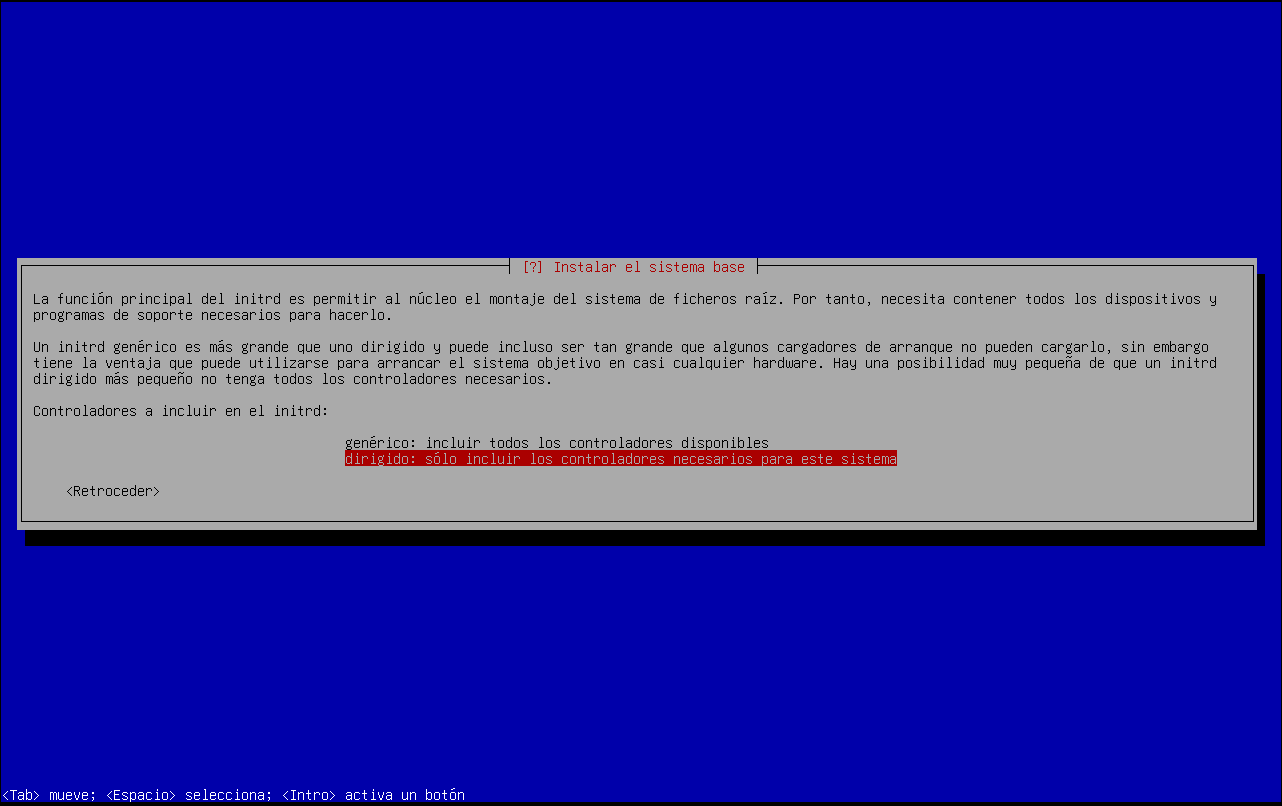 [?] Instalar el sistema base
La función principal del initrd es permitir al núcleo el montaje del sistema de ficheros raíz. Por tanto, necesita contener todos los dispositivos y
programas de soporte necesarios para hacerlo.
Un initrd genérico es más grande que uno dirigido y puede incluso ser tan grande que algunos cargadores de arranque no pueden cargarlo, sin embargo
tiene la ventaja que puede utilizarse para arrancar el sistema objetivo en casi cualquier hardware. Hay una posibilidad muy pequeña de que un initrd
dirigido más pequeño no tenga todos los controladores necesarios.
Controladores a incluir en el initrd:
genérico: incluir todos los controladores disponibles
dirigido: sólo incluir los controladores necesarios para este sistema
<Retroceder>
<Tab> mueve; <Espacio> selecciona; <Intro> activa un botón